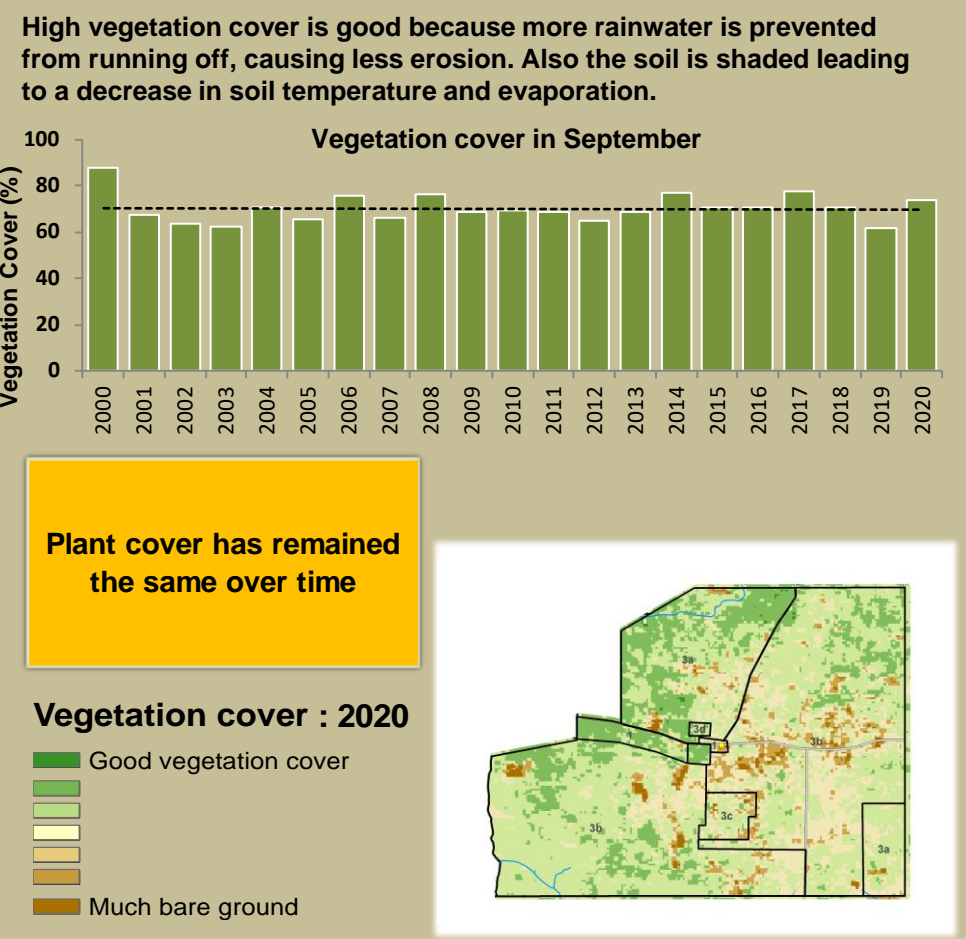 High vegetation cover is good because more rainwater is prevented
from running off, causing less erosion. Also the soil is shaded leading
to a decrease in soil temperature and evaporation.
Vegetation cover in September
Vegetation Cover (%)
100
80
60
40
20
0
2000 2001 2002 2003 2004 2005 2006 2007 2008 2009 2010 2011 2012 2013 2014 2015 2016 2017 2018 2019 2020
Plant cover has remained
the same over time
Vegetation cover : 2020
Good vegetation cover
Much bare ground
3a
3d
1
3b
3c
3b
3a